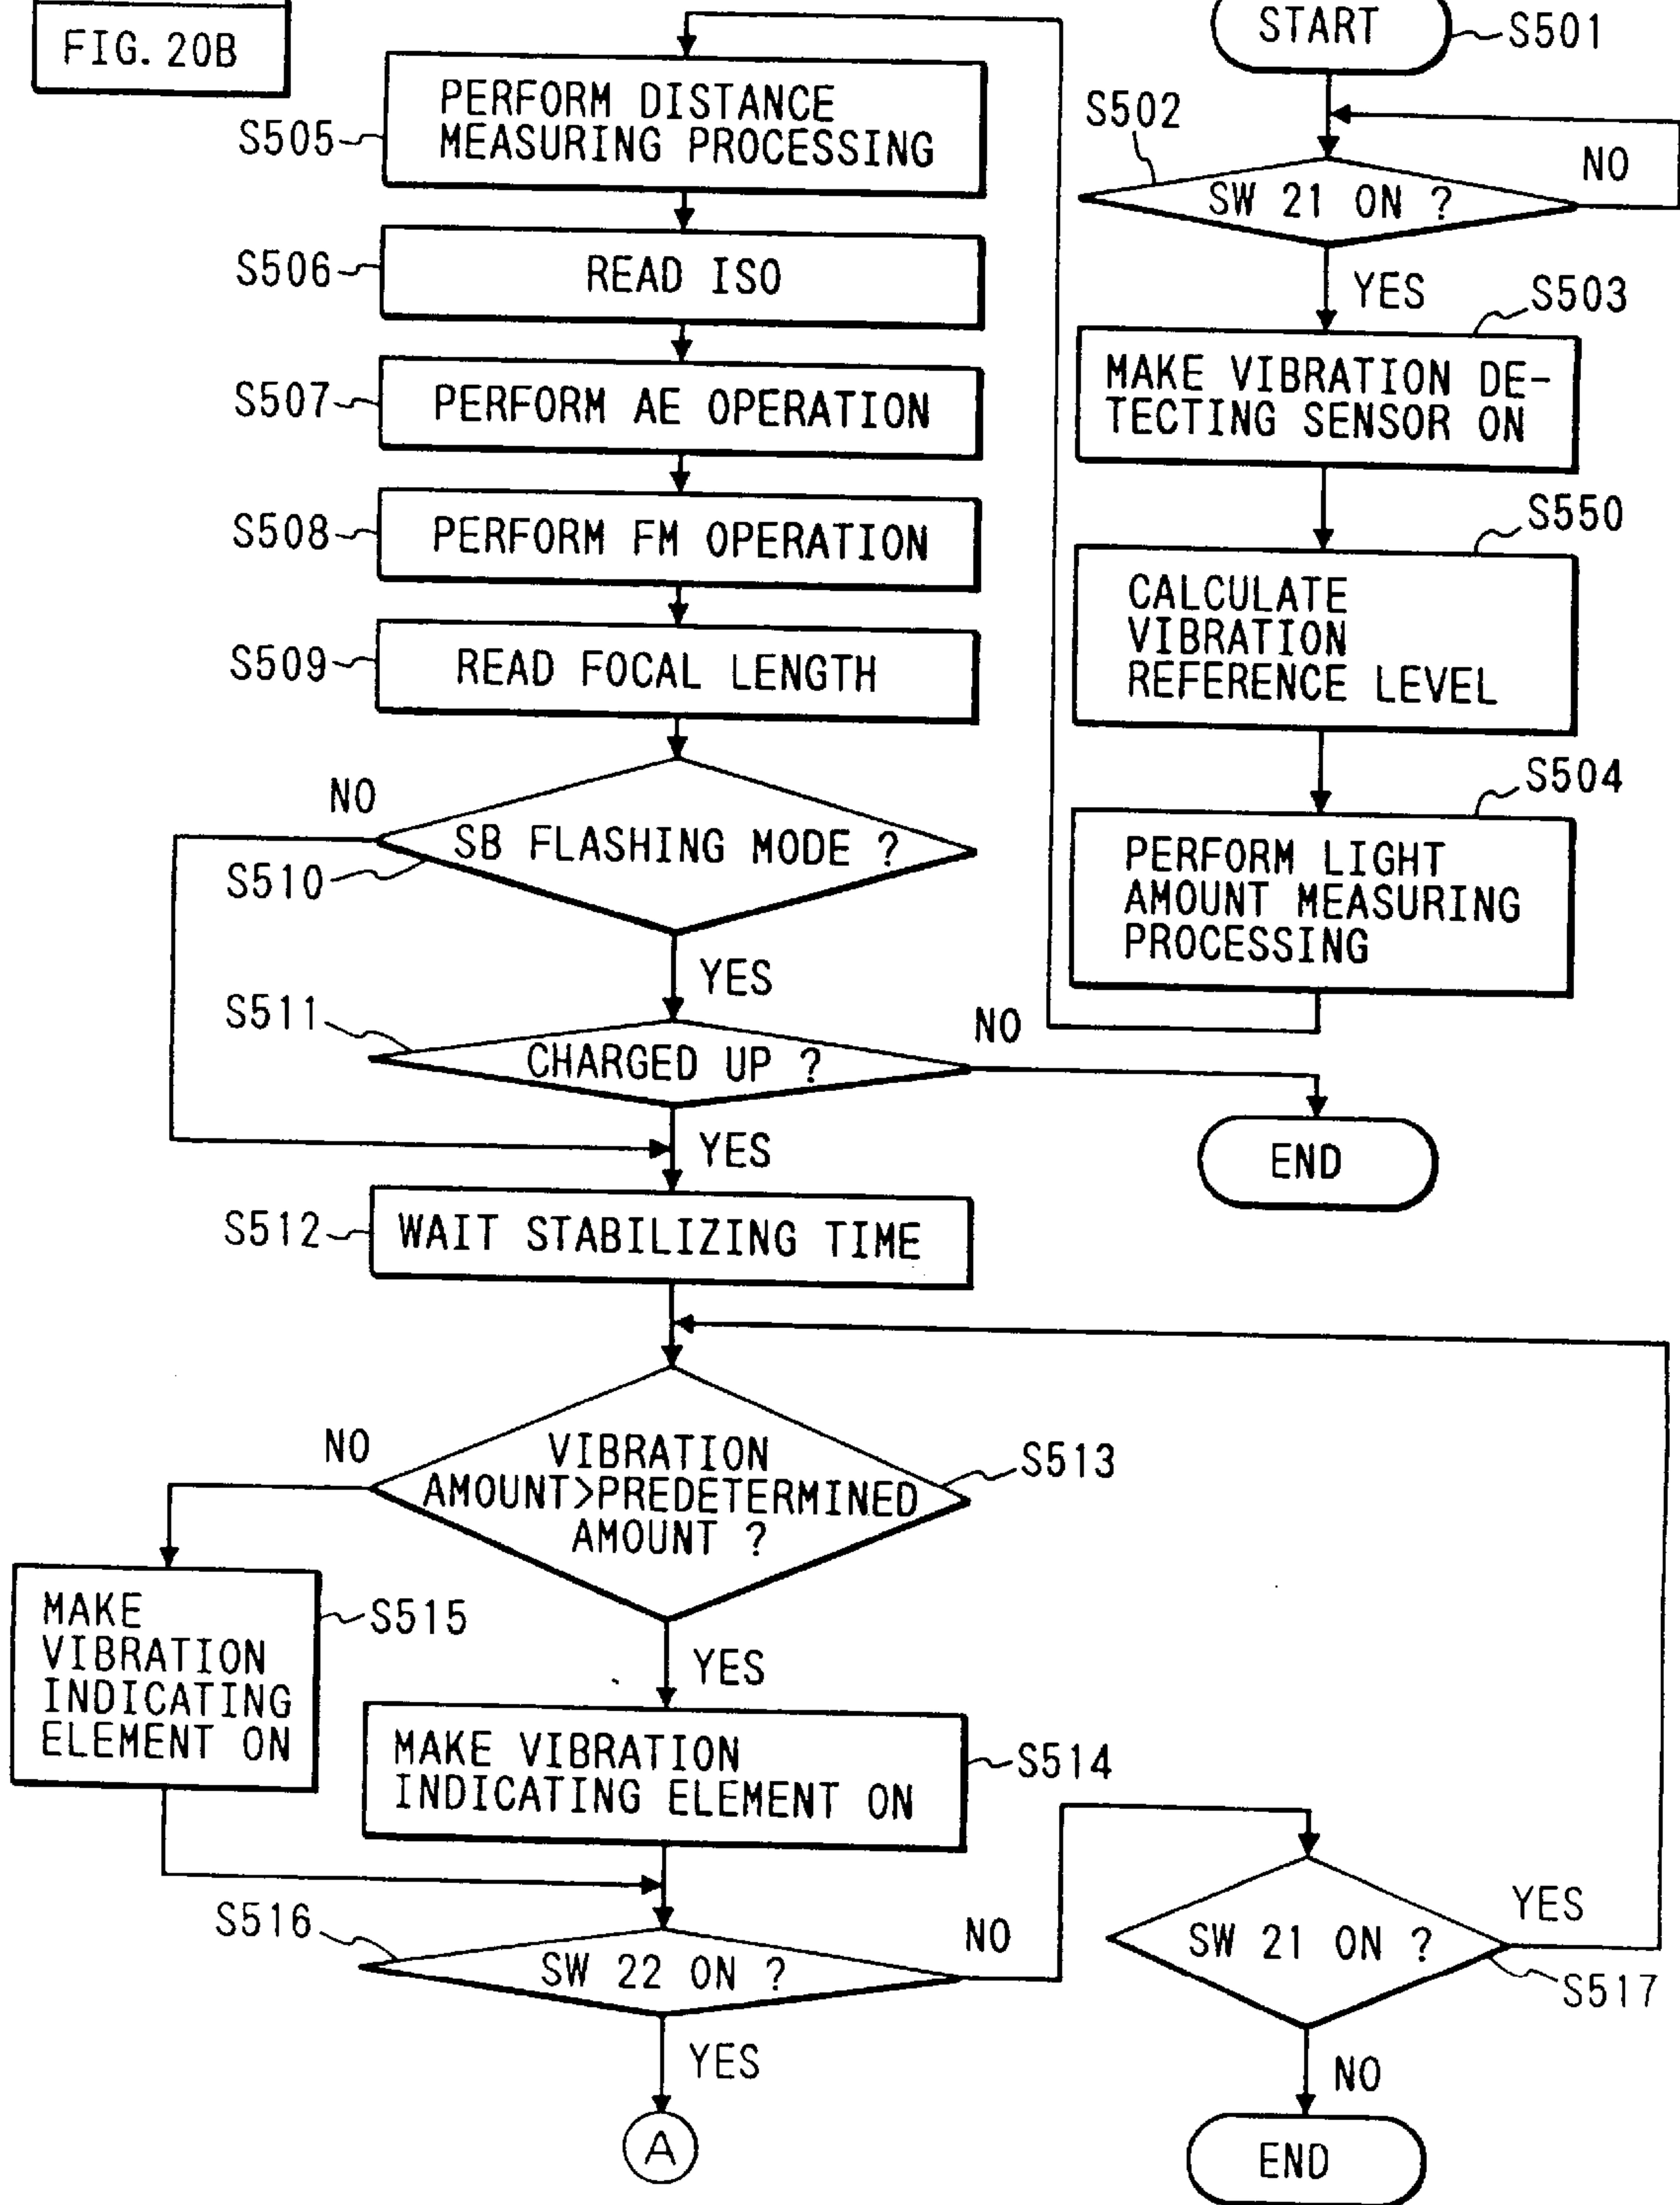 FIG. 20B
START
S501
S502
SW 21 ON ?
NO
YES
S503
MAKE VIBRATION DE-
TECTING SENSOR ON
S550
CALCULATE
VIBRATION
REFERENCE LEVEL
S504
PERFORM LIGHT
AMOUNT MEASURING
PROCESSING
S505
PERFORM DISTANCE
MEASURING PROCESSING
S506
READ ISO
S507
PERFORM AE OPERATION
S508
PERFORM FM OPERATION
S509
READ FOCAL LENGTH
NO
SB FLASHING MODE ?
S510
YES
S511
CHARGED UP ?
NO
END
YES
S512
WAIT STABILIZING TIME
NO
VIBRATION
AMOUNT>PREDETERMINED
AMOUNT ?
S513
YES
MAKE
VIBRATION
INDICATING
ELEMENT ON
S515
MAKE VIBRATION
INDICATING ELEMENT ON
S514
S516
SW 22 ON ?
NO
YES
A
SW 21 ON ?
YES
S517
NO
END